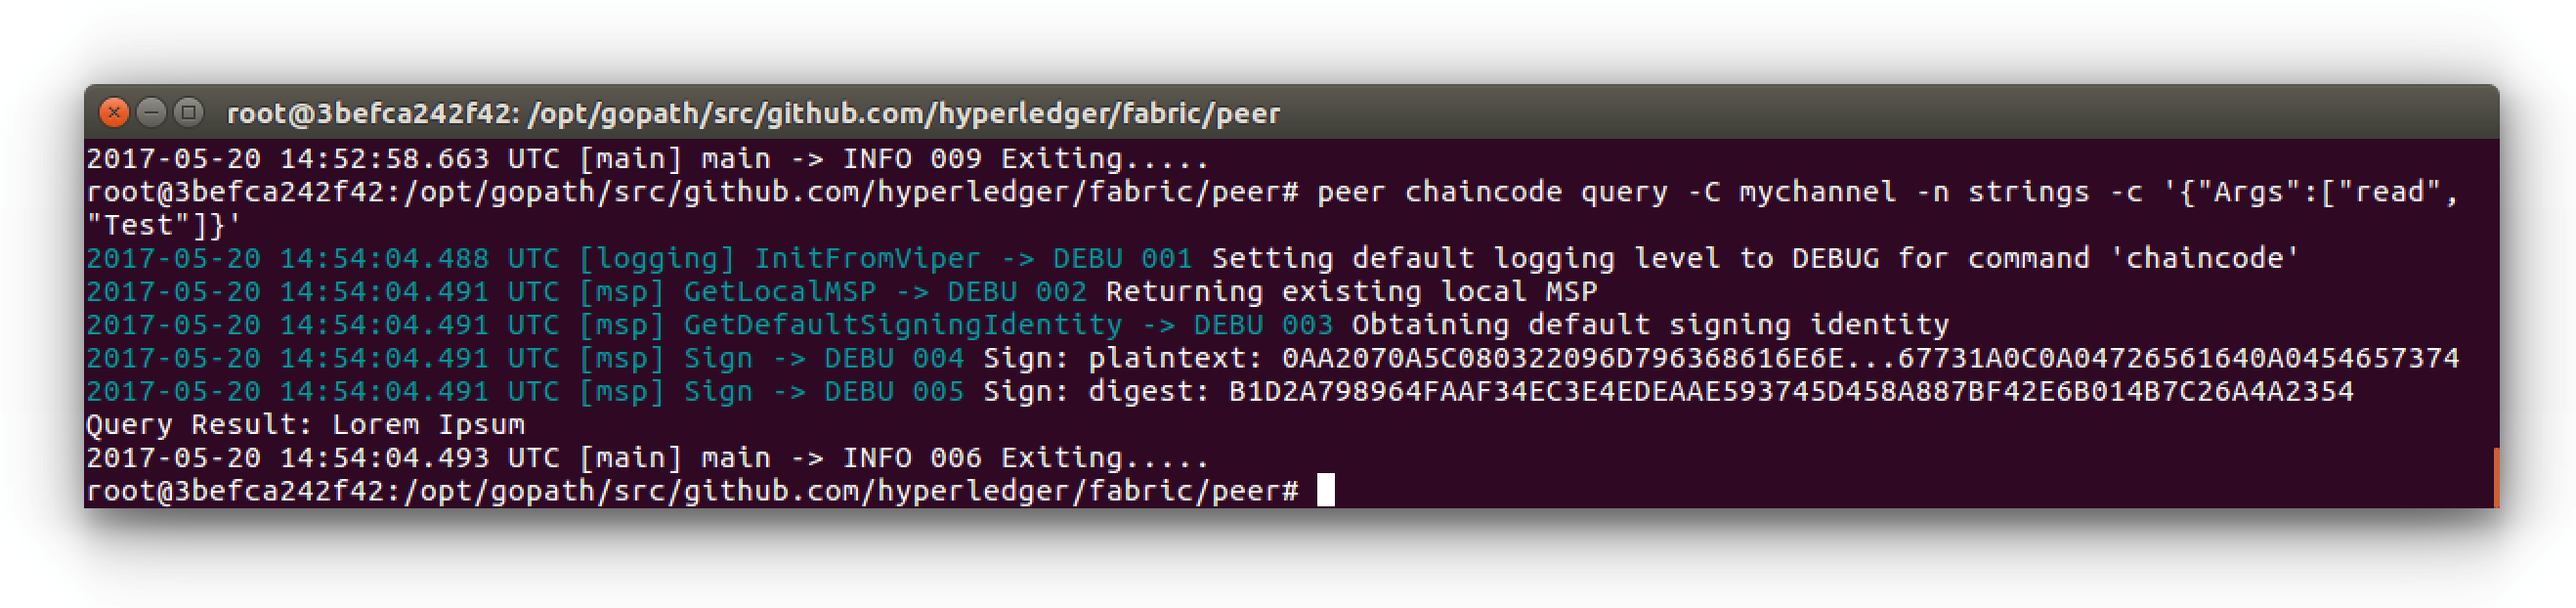 root@3befca242f42: /opt/gopath/src/github.com/hyperledger/fabric/peer
2017-05-20 14:52:58.663 UTC [main] main -> INFO 009 Exiting.....
root@3befca242f42:/opt/gopath/src/github.com/hyperledger/fabric/peer# peer chaincode query -C mychannel -n strings -c '{"Args":["read",
"Test"]}'
2017-05-20 14:54:04.488 UTC [logging] InitFromViper -> DEBU 001 Setting default logging level to DEBUG for command 'chaincode'
2017-05-20 14:54:04.491 UTC [msp] GetLocalMSP -> DEBU 002 Returning existing local MSP
2017-05-20 14:54:04.491 UTC [msp] GetDefaultSigningIdentity -> DEBU 003 Obtaining default signing identity
2017-05-20 14:54:04.491 UTC [msp] Sign -> DEBU 004 Sign: plaintext: 0AA2070A5C080322096D796368616E6E...67731A0C0A04726561640A0454657374
2017-05-20 14:54:04.491 UTC [msp] Sign -> DEBU 005 Sign: digest: B1D2A798964FAAF34EC3E4EDEAAE593745D458A887BF42E6B014B7C26A4A2354
Query Result: Lorem Ipsum
2017-05-20 14:54:04.493 UTC [main] main -> INFO 006 Exiting.....
root@3befca242f42:/opt/gopath/src/github.com/hyperledger/fabric/peer#